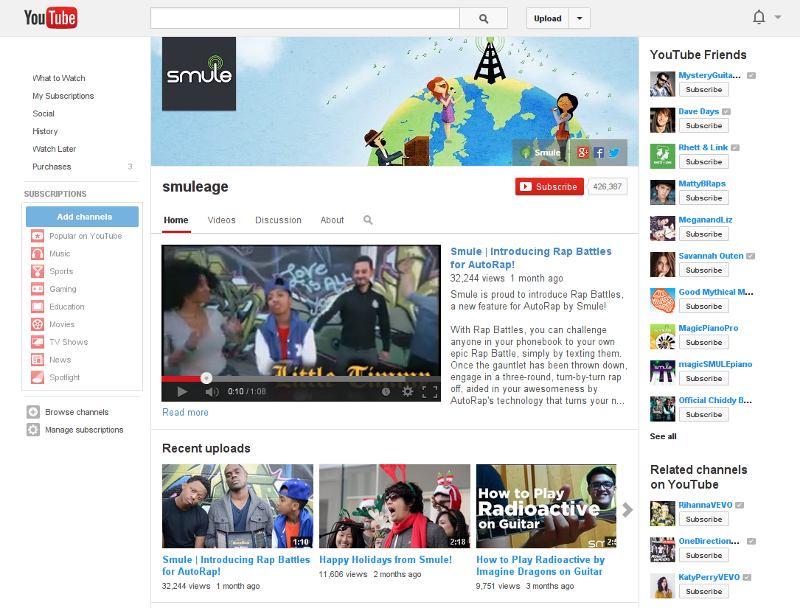 YouTube
Upload
What to Watch
My Subscriptions
Social
History
Watch Later
Purchases 3
SUBSCRIPTIONS
Add channels
Popular on YouTube
Music
Sports
Gaming
Education
Movies
TV Shows
News
Spotlight
Browse channels
Manage subscriptions
smule
Smule
smuleage
Subscribe 426,387
Home Videos Discussion About
Love
is ALL
Little Timmy
0:10 / 1:08
Smule | Introducing Rap Battles
for AutoRap!
32,244 views 1 month ago
Smule is proud to introduce Rap Battles,
a new feature for AutoRap by Smule!
With Rap Battles, you can challenge
anyone in your phonebook to your own
epic Rap Battle, simply by texting them.
Once the gauntlet has been thrown down,
engage in a three-round, turn-by-turn rap
off, aided in your awesomeness by
AutoRap's technology that turns your n...
Read more
Recent uploads
1:10
Smule | Introducing Rap Battles
for AutoRap!
32,244 views 1 month ago
2:18
Happy Holidays from Smule!
11,606 views 2 months ago
How to Play
Radioactive
on Guitar
How to Play Radioactive by
Imagine Dragons on Guitar
9,751 views 3 months ago
YouTube Friends
MysteryGuita...
Subscribe
Dave Days
Subscribe
Rhett & Link
Subscribe
MattyBRaps
Subscribe
MeganandLiz
Subscribe
Savannah Outen
Subscribe
Good Mythical M...
Subscribe
MagicPianoPro
Subscribe
magicSMULEpiano
Subscribe
Official Chiddy B...
Subscribe
See all
Related channels
on YouTube
RihannaVEVO
Subscribe
OneDirection...
Subscribe
KatyPerryVEVO
Subscribe